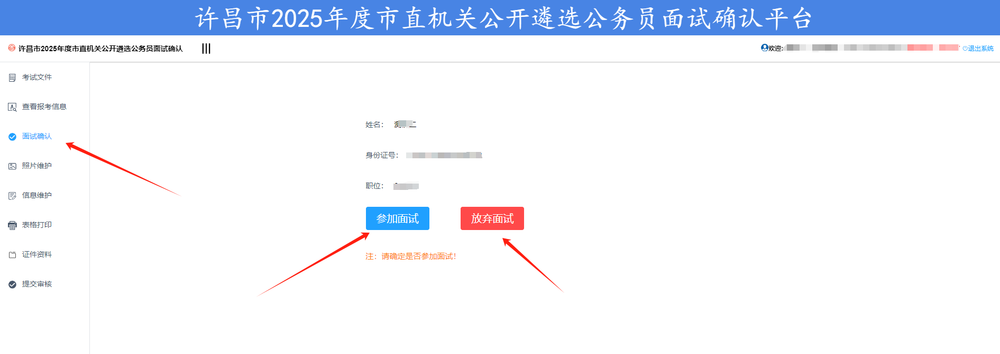 许昌市2025年度市直机关公开遴选公务员面试确认平台
许昌市2025年度市直机关公开遴选公务员面试确认
欢迎:
退出系统
考试文件
查看报考信息
面试确认
照片维护
信息维护
表格打印
证件资料
提交审核
姓名：
身份证号：
职位：
参加面试 放弃面试
注：请确定是否参加面试！